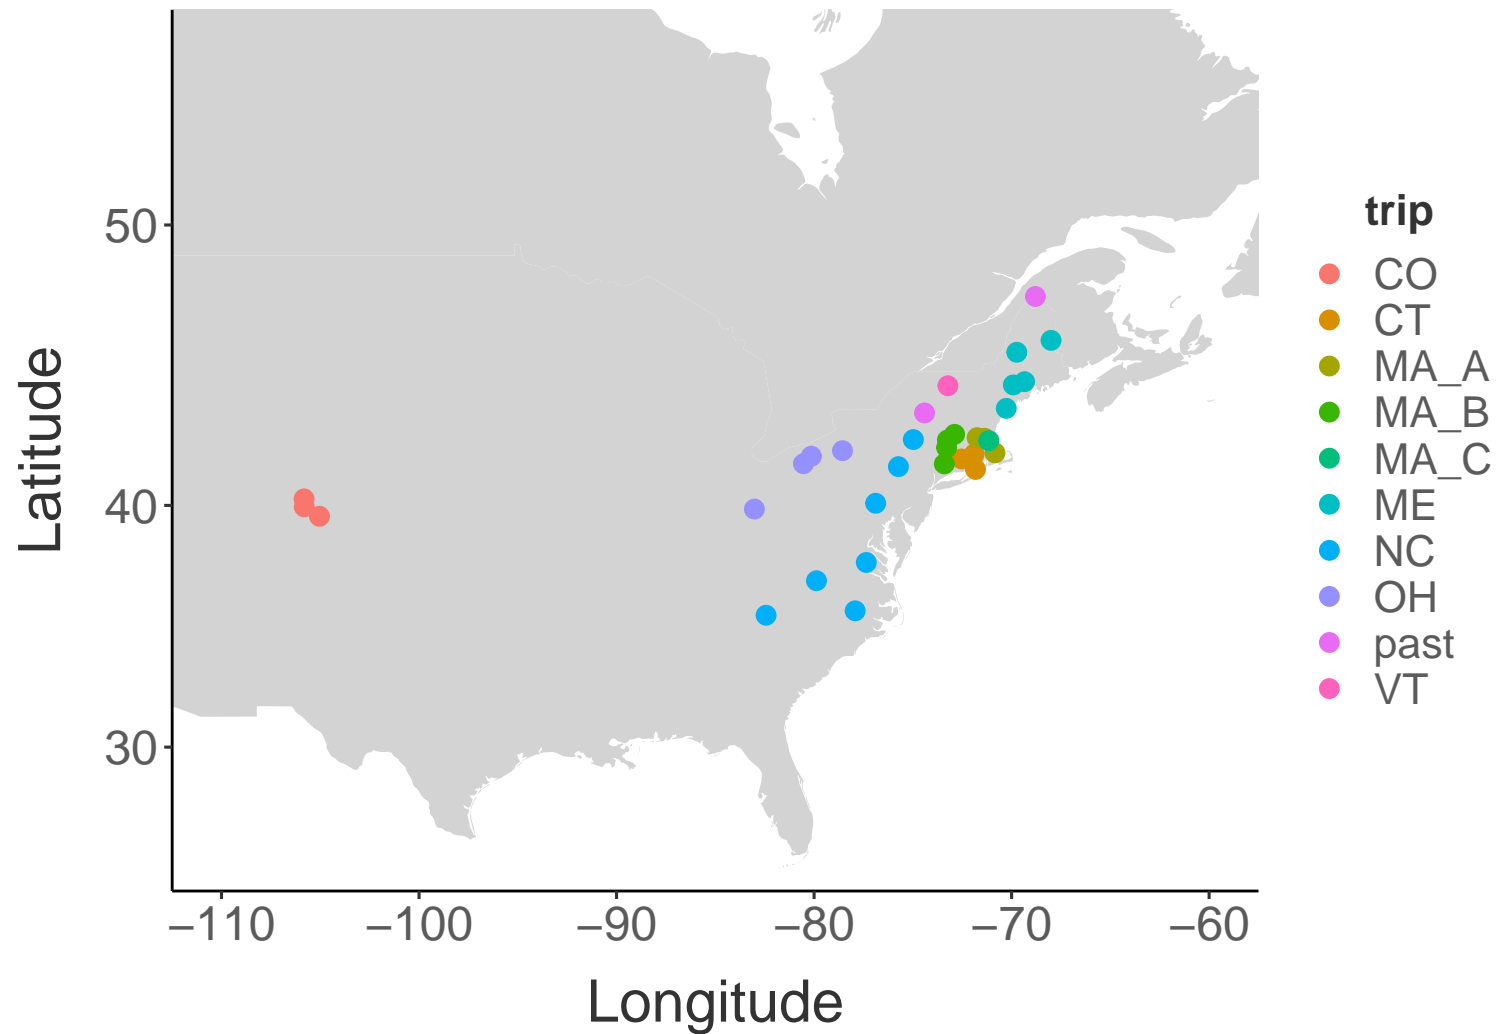 50
40
30
Latitude
−110
−100
−90
−80
−70
−60
Longitude
trip
CO
CT
MA_A
MA_B
MA_C
ME
NC
OH
past
VT